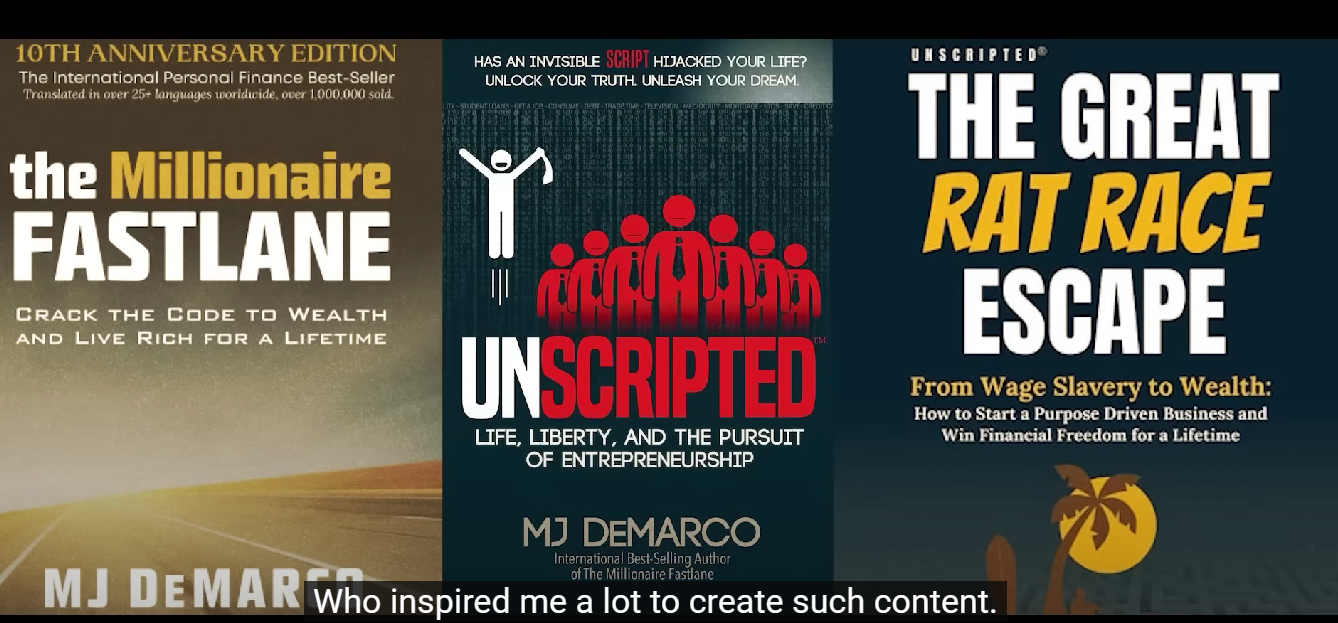 10TH ANNIVERSARY EDITION
The International Personal Finance Best-Seller
Translated in over 25+ languages worldwide, over 1,000,000 sold.
the Millionaire
FASTLANE
CRACK THE CODE TO WEALTH
AND LIVE RICH FOR A LIFETIME
MJ DEMARCO
HAS AN INVISIBLE SCRIPT HIJACKED YOUR LIFE?
UNLOCK YOUR TRUTH. UNLEASH YOUR DREAM.
UNSCRIPTED™
LIFE, LIBERTY, AND THE PURSUIT
OF ENTREPRENEURSHIP
MJ DEMARCO
International Best-Selling Author
of The Millionaire Fastlane
UNSCRIPTED®
THE GREAT
RAT RACE
ESCAPE
From Wage Slavery to Wealth:
How to Start a Purpose Driven Business and
Win Financial Freedom for a Lifetime
Who inspired me a lot to create such content.